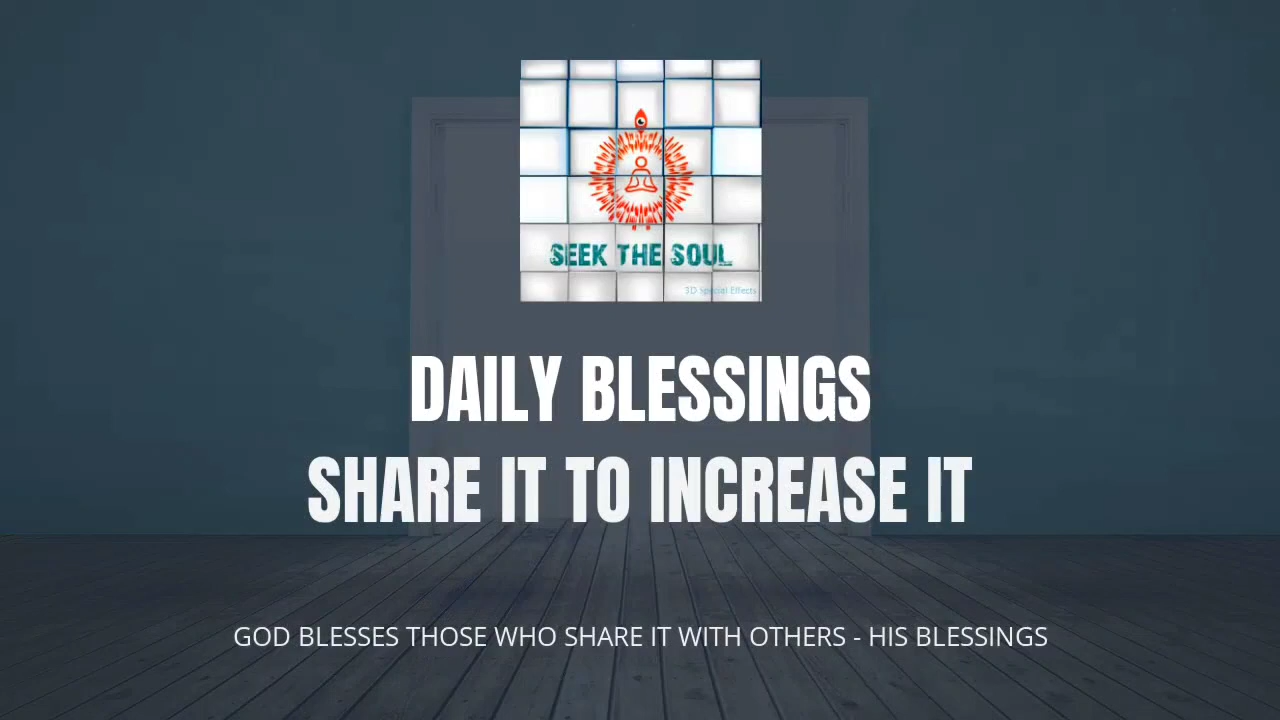 SEEK THE SOUL
3D Special Effects
DAILY BLESSINGS
SHARE IT TO INCREASE IT
GOD BLESSES THOSE WHO SHARE IT WITH OTHERS - HIS BLESSINGS